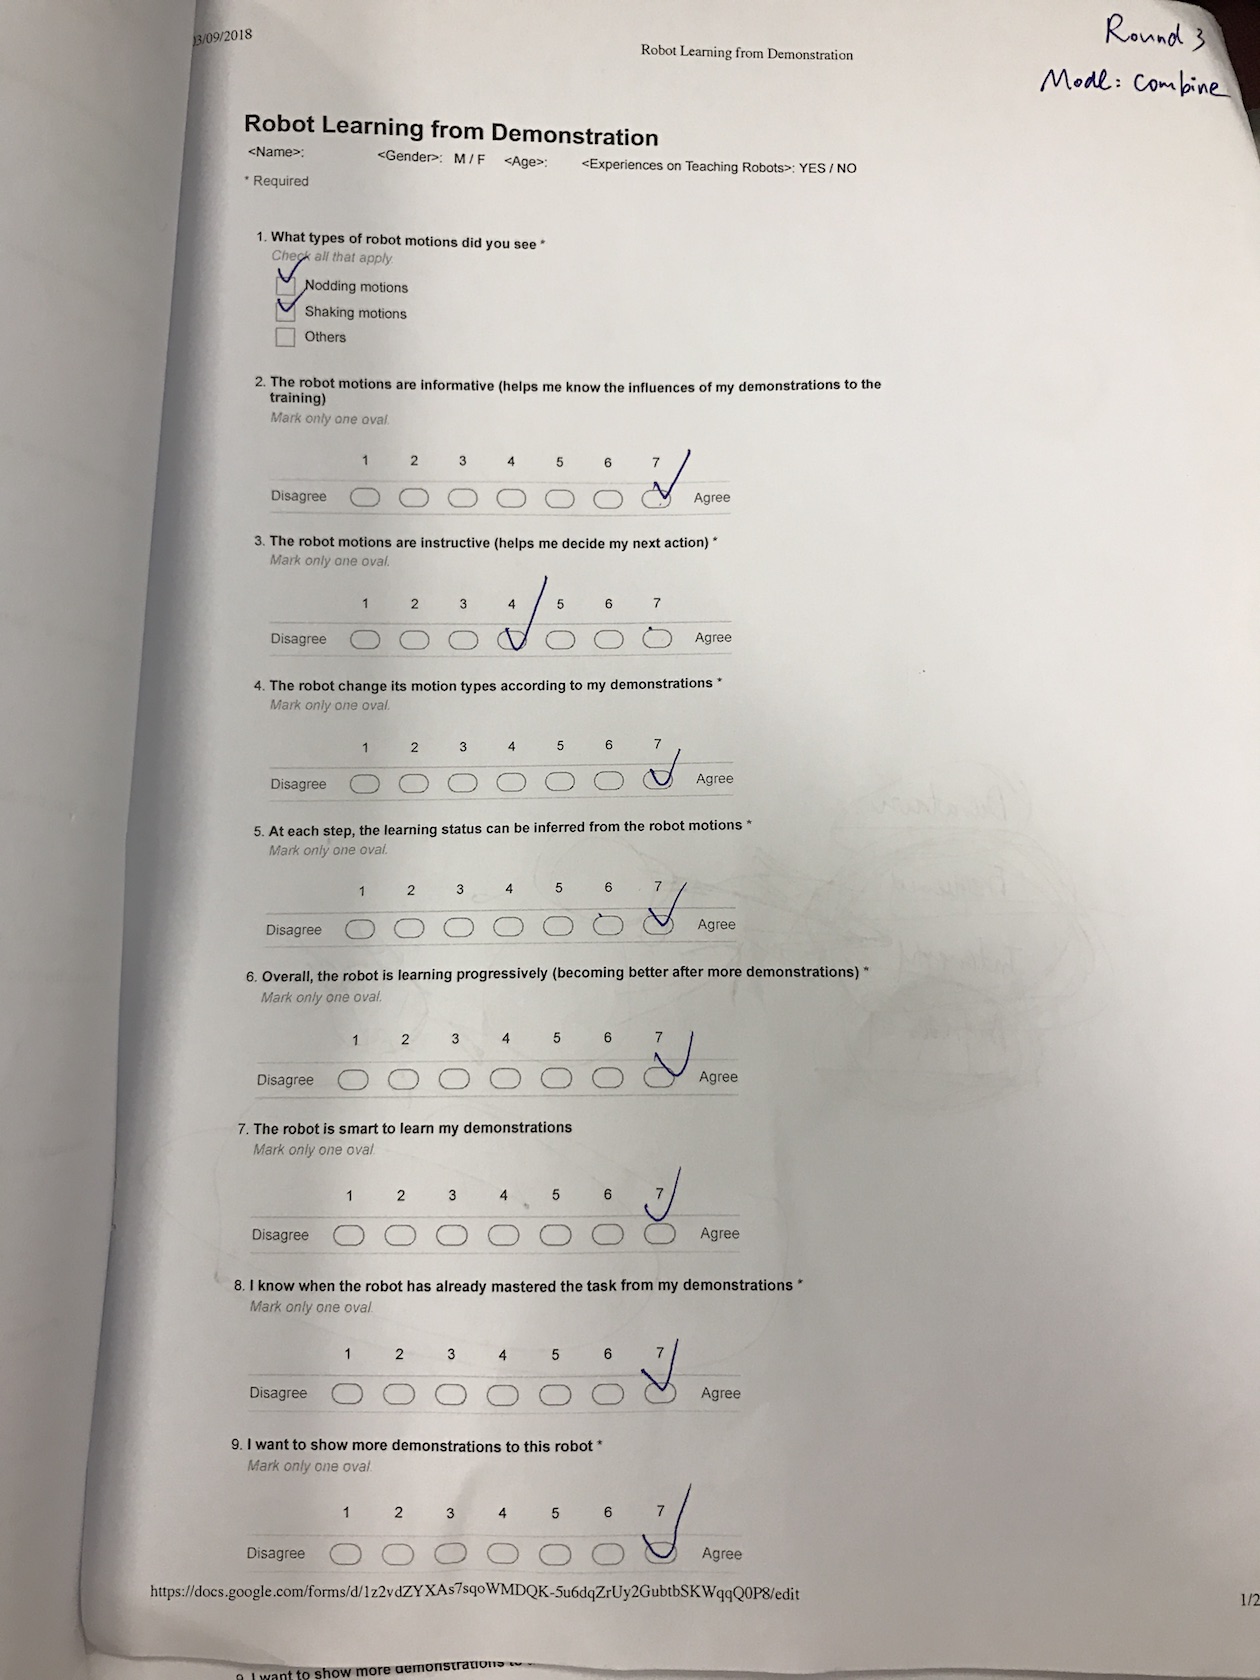 03/09/2018
Robot Learning from Demonstration
Round 3
Mode: Combine
Robot Learning from Demonstration
<Name>: <Gender>: M / F <Age>: <Experiences on Teaching Robots>: YES / NO
* Required
1. What types of robot motions did you see *
Check all that apply
Nodding motions
Shaking motions
Others
2. The robot motions are informative (helps me know the influences of my demonstrations to the
training)
Mark only one oval.
1 2 3 4 5 6 7
Disagree Agree
3. The robot motions are instructive (helps me decide my next action) *
Mark only one oval.
1 2 3 4 5 6 7
Disagree Agree
4. The robot change its motion types according to my demonstrations *
Mark only one oval.
1 2 3 4 5 6 7
Disagree Agree
5. At each step, the learning status can be inferred from the robot motions *
Mark only one oval.
1 2 3 4 5 6 7
Disagree Agree
6. Overall, the robot is learning progressively (becoming better after more demonstrations) *
Mark only one oval.
1 2 3 4 5 6 7
Disagree Agree
7. The robot is smart to learn my demonstrations
Mark only one oval.
1 2 3 4 5 6 7
Disagree Agree
8. I know when the robot has already mastered the task from my demonstrations *
Mark only one oval.
1 2 3 4 5 6 7
Disagree Agree
9. I want to show more demonstrations to this robot *
Mark only one oval.
1 2 3 4 5 6 7
Disagree Agree
https://docs.google.com/forms/d/1z2vdZYXAs7sqoWMDQK-5u6dqZrUy2GubtbSKWqqQ0P8/edit
1/2
9. I want to show more demonstrations to